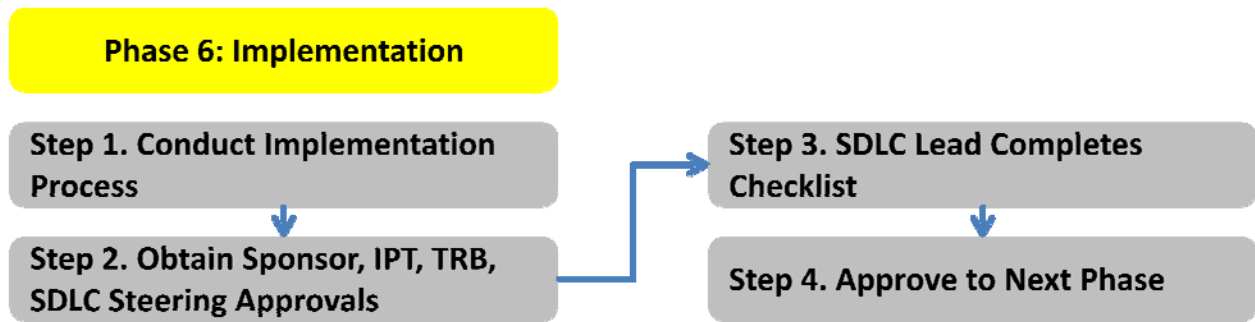 Phase 6: Implementation
Step 1. Conduct Implementation
Process
Step 2. Obtain Sponsor, IPT, TRB,
SDLC Steering Approvals
Step 3. SDLC Lead Completes
Checklist
Step 4. Approve to Next Phase